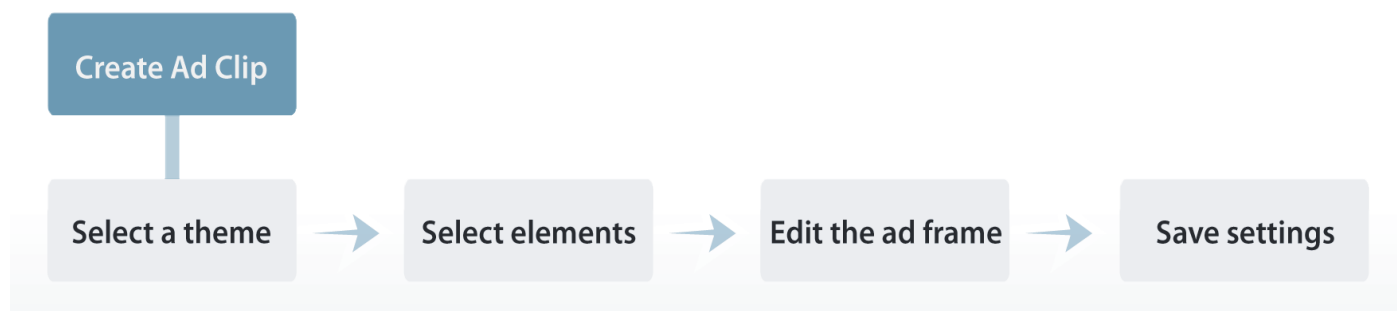 Create Ad Clip
Select a theme
Select elements
Edit the ad frame
Save settings